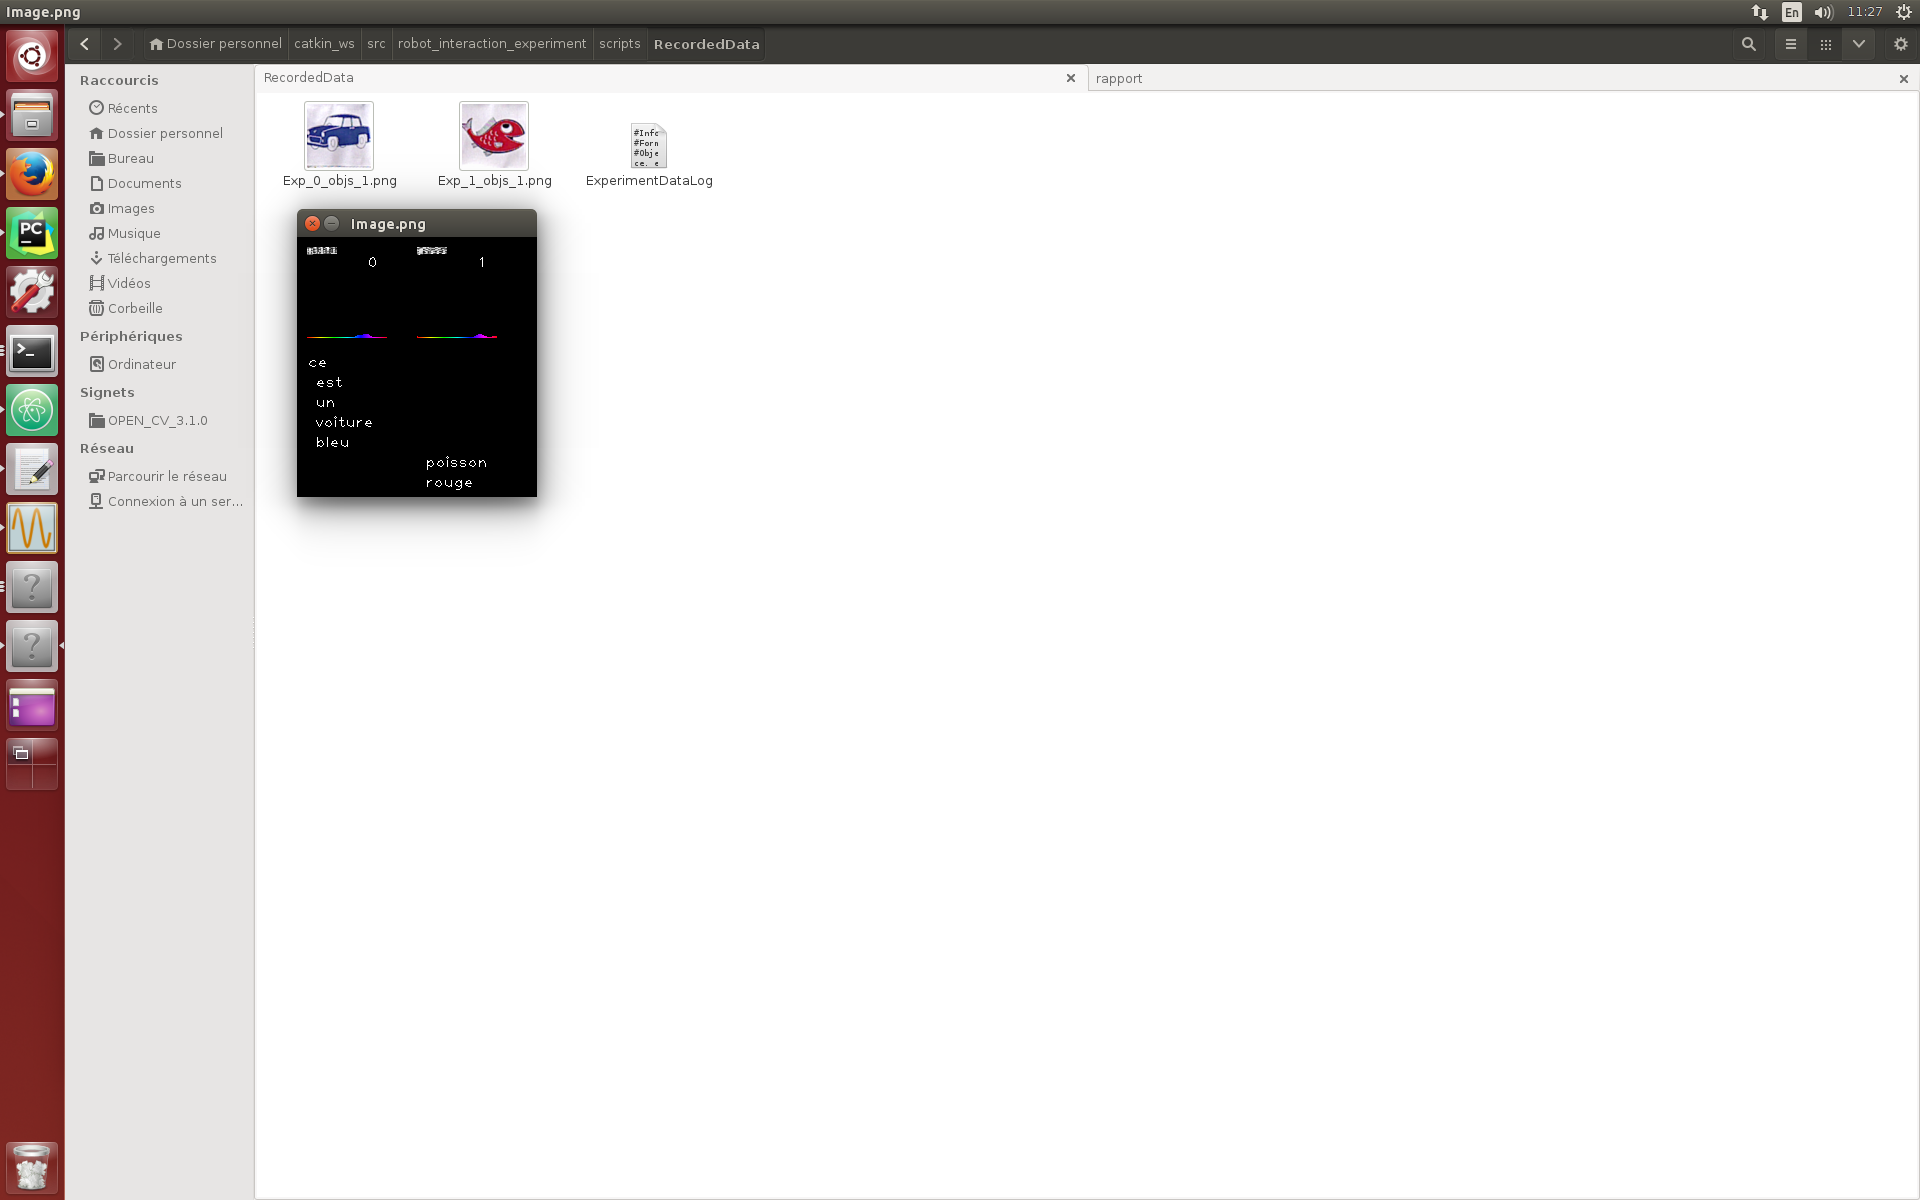 Image.png
En
11:27
Dossier personnel
catkin_ws
src
robot_interaction_experiment
scripts
RecordedData
Raccourcis
Récents
Dossier personnel
Bureau
Documents
Images
Musique
Téléchargements
Vidéos
Corbeille
Périphériques
Ordinateur
Signets
OPEN_CV_3.1.0
Réseau
Parcourir le réseau
Connexion à un ser...
RecordedData
rapport
Exp_0_objs_1.png
Exp_1_objs_1.png
#Info
#Form
#Obje
ce, e
ExperimentDataLog
Image.png
0
1
ce
est
un
voiture
bleu
poisson
rouge
PC